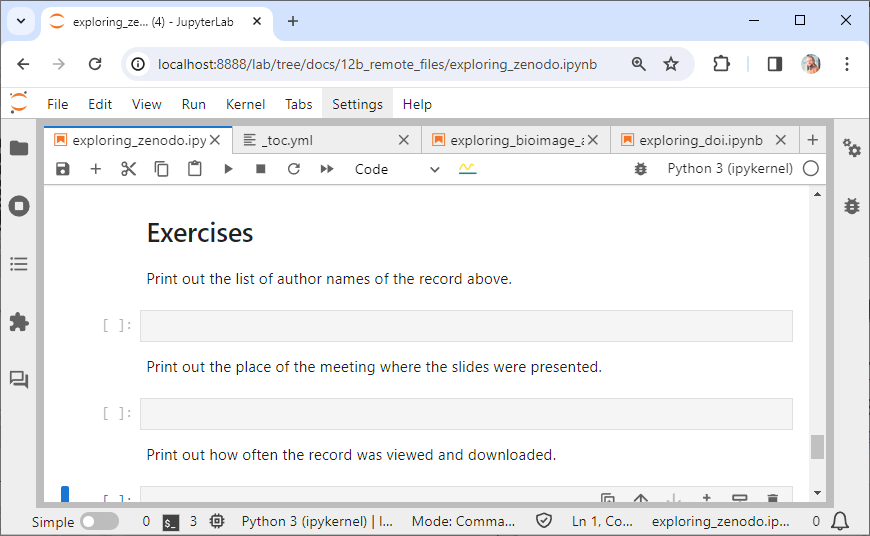 exploring_ze... (4) - JupyterLab
localhost:8888/lab/tree/docs/12b_remote_files/exploring_zenodo.ipynb
File Edit View Run Kernel Tabs Settings Help
exploring_zenodo.ipy _toc.yml exploring_bioimage_a exploring_doi.ipynb
Code Python 3 (ipykernel)
Exercises
Print out the list of author names of the record above.
[ ]:
Print out the place of the meeting where the slides were presented.
[ ]:
Print out how often the record was viewed and downloaded.
[ ]:
Simple 0 $_ 3 Python 3 (ipykernel) | I... Mode: Comma... Ln 1, Co... exploring_zenodo.ip... 0